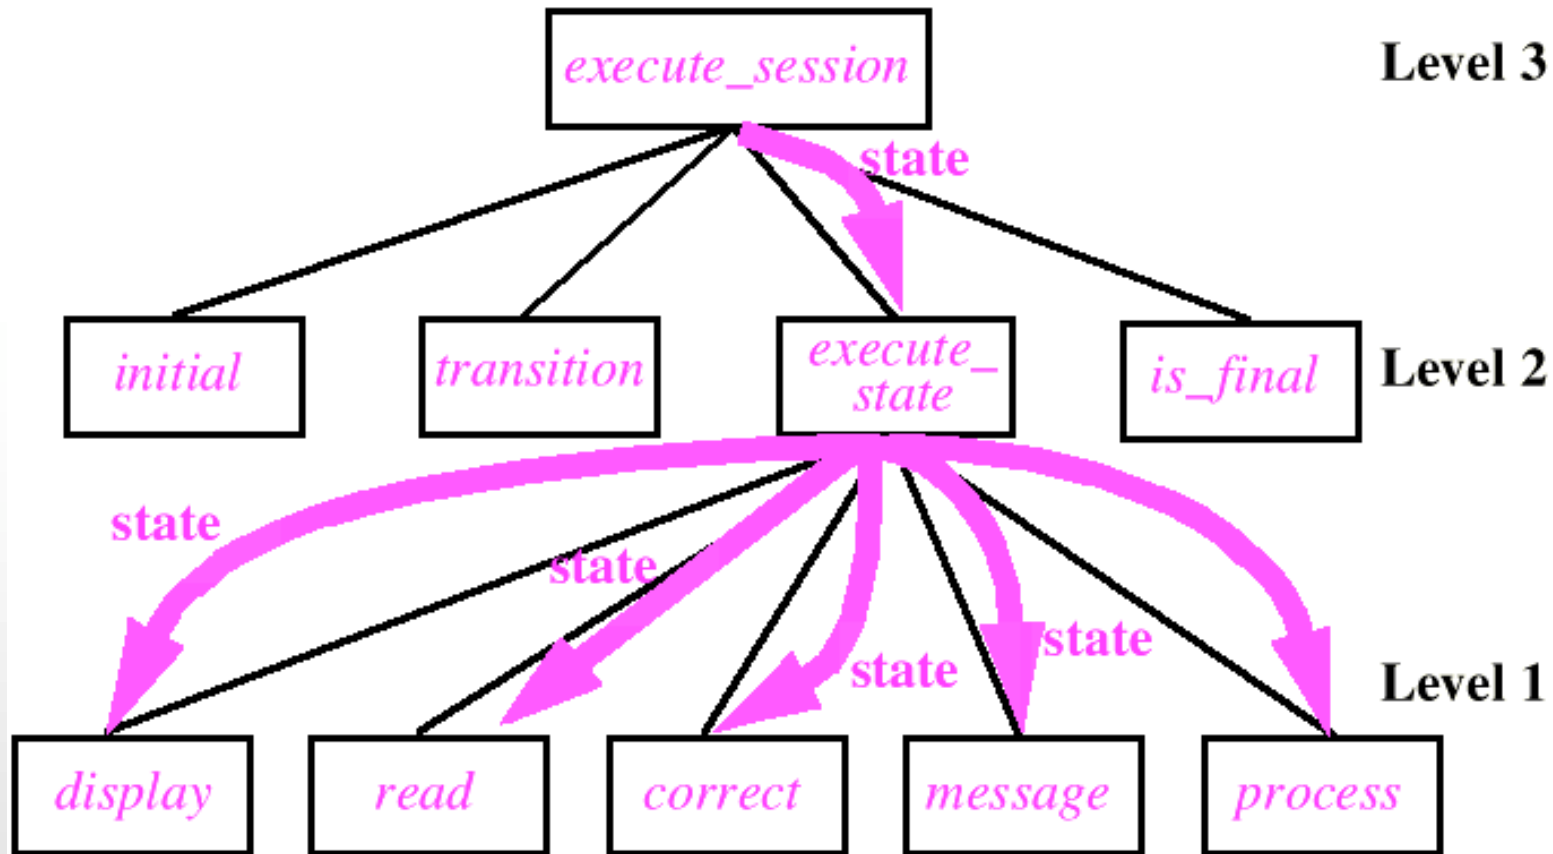 execute_session
Level 3
state
initial
transition
execute_
state
is_final
Level 2
state
state
state
state
Level 1
display
read
correct
message
process